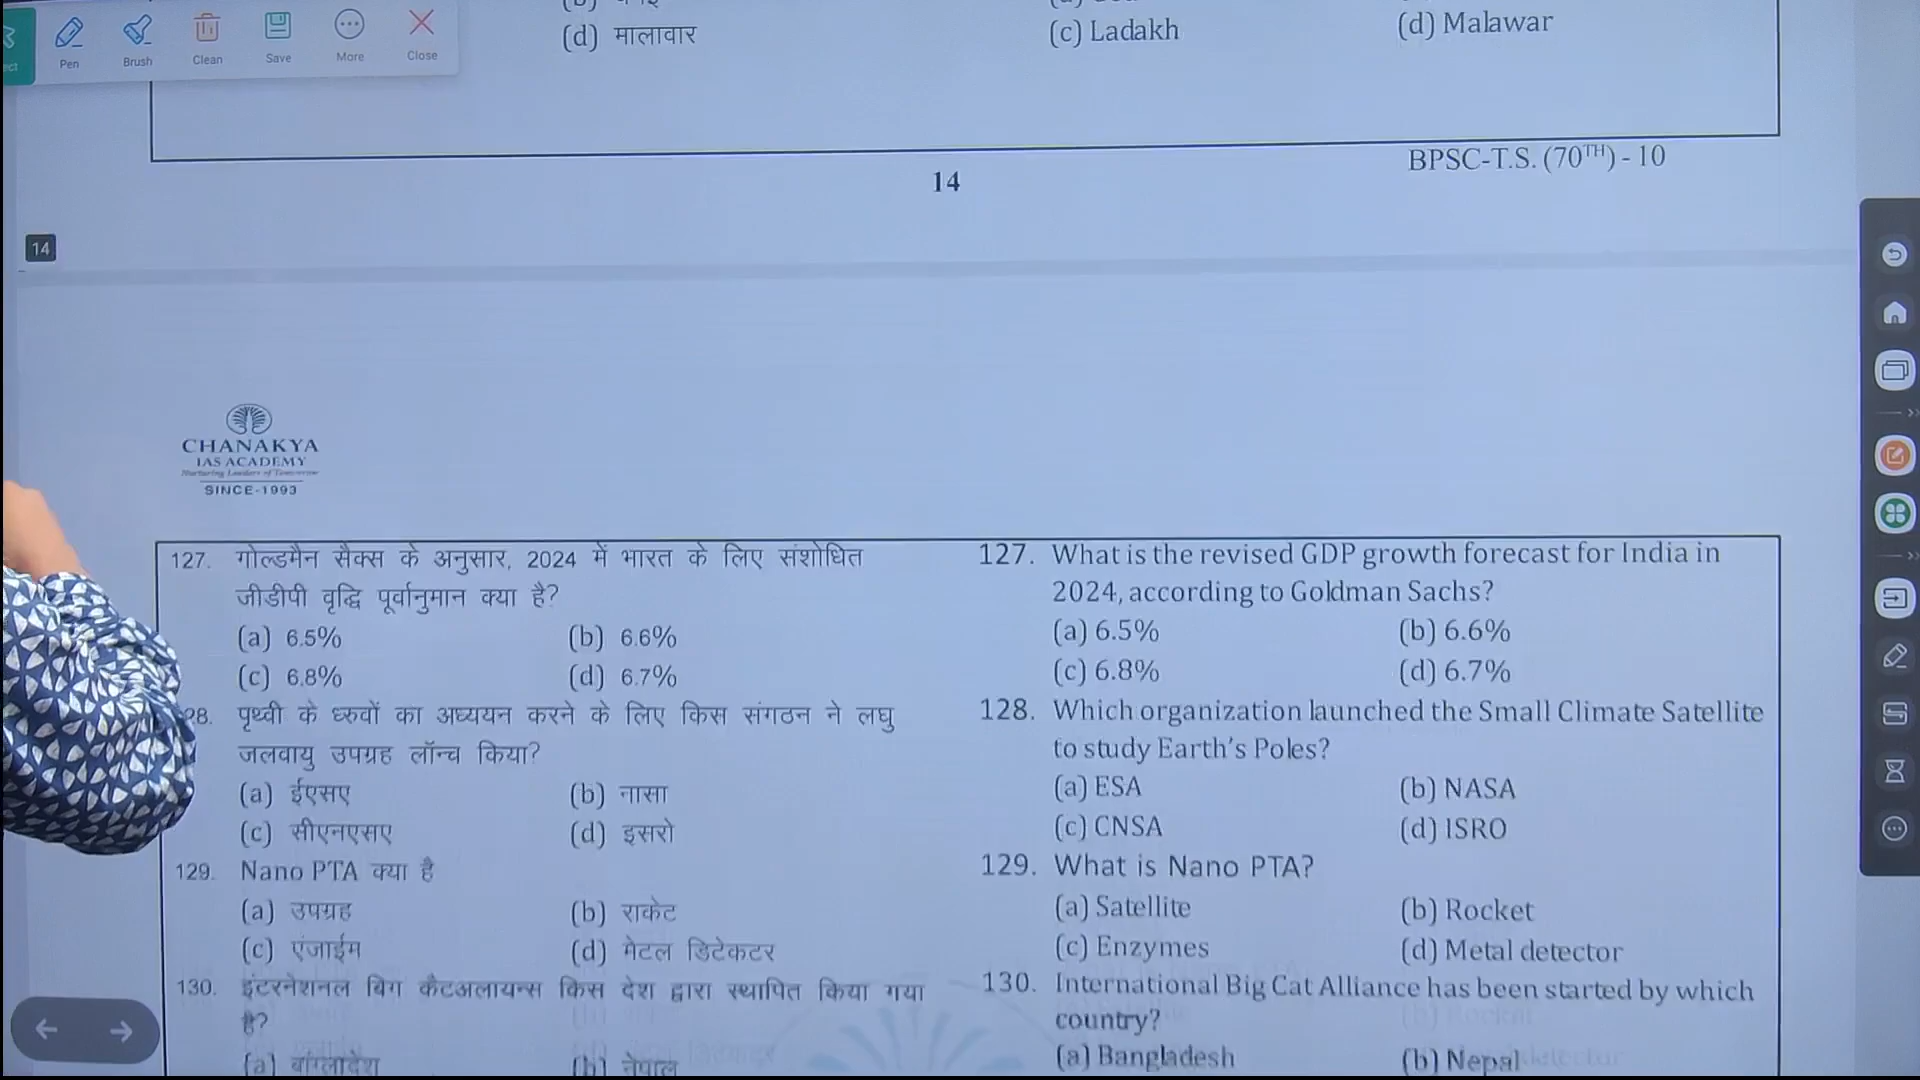 Pen
Brush
Clean
Save
More
Close
(d) मालावार
(c) Ladakh
(d) Malawar
BPSC-T.S. (70TH) - 10
14
14
CHANAKYA
IAS ACADEMY
Nurturing Leaders of Tomorrow
SINCE-1993
127. गोल्डमैन सैक्स के अनुसार, 2024 में भारत के लिए संशोधित
जीडीपी वृद्धि पूर्वानुमान क्या है?
(a) 6.5% (b) 6.6%
(c) 6.8% (d) 6.7%
28. पृथ्वी के ध्रुवों का अध्ययन करने के लिए किस संगठन ने लघु
जलवायु उपग्रह लॉन्च किया?
(a) ईएसए (b) नासा
(c) सीएनएसए (d) इसरो
129. Nano PTA क्या है
(a) उपग्रह (b) राकेट
(c) एंजाईम (d) मेटल डिटेकटर
130. इंटरनेशनल बिग कैटअलायन्स किस देश द्वारा स्थापित किया गया
है?
(a) बांग्लादेश (b) नेपाल
127. What is the revised GDP growth forecast for India in
2024, according to Goldman Sachs?
(a) 6.5% (b) 6.6%
(c) 6.8% (d) 6.7%
128. Which organization launched the Small Climate Satellite
to study Earth's Poles?
(a) ESA (b) NASA
(c) CNSA (d) ISRO
129. What is Nano PTA?
(a) Satellite (b) Rocket
(c) Enzymes (d) Metal detector
130. International Big Cat Alliance has been started by which
country?
(a) Bangladesh (b) Nepal